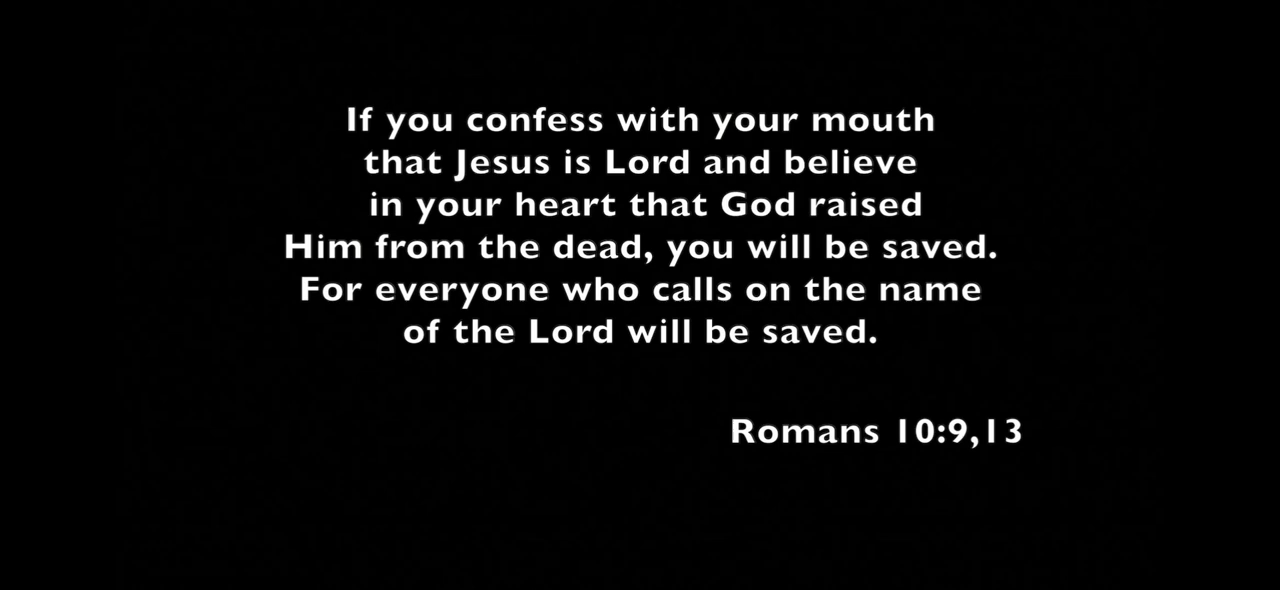 If you confess with your mouth
that Jesus is Lord and believe
in your heart that God raised
Him from the dead, you will be saved.
For everyone who calls on the name
of the Lord will be saved.
Romans 10:9,13